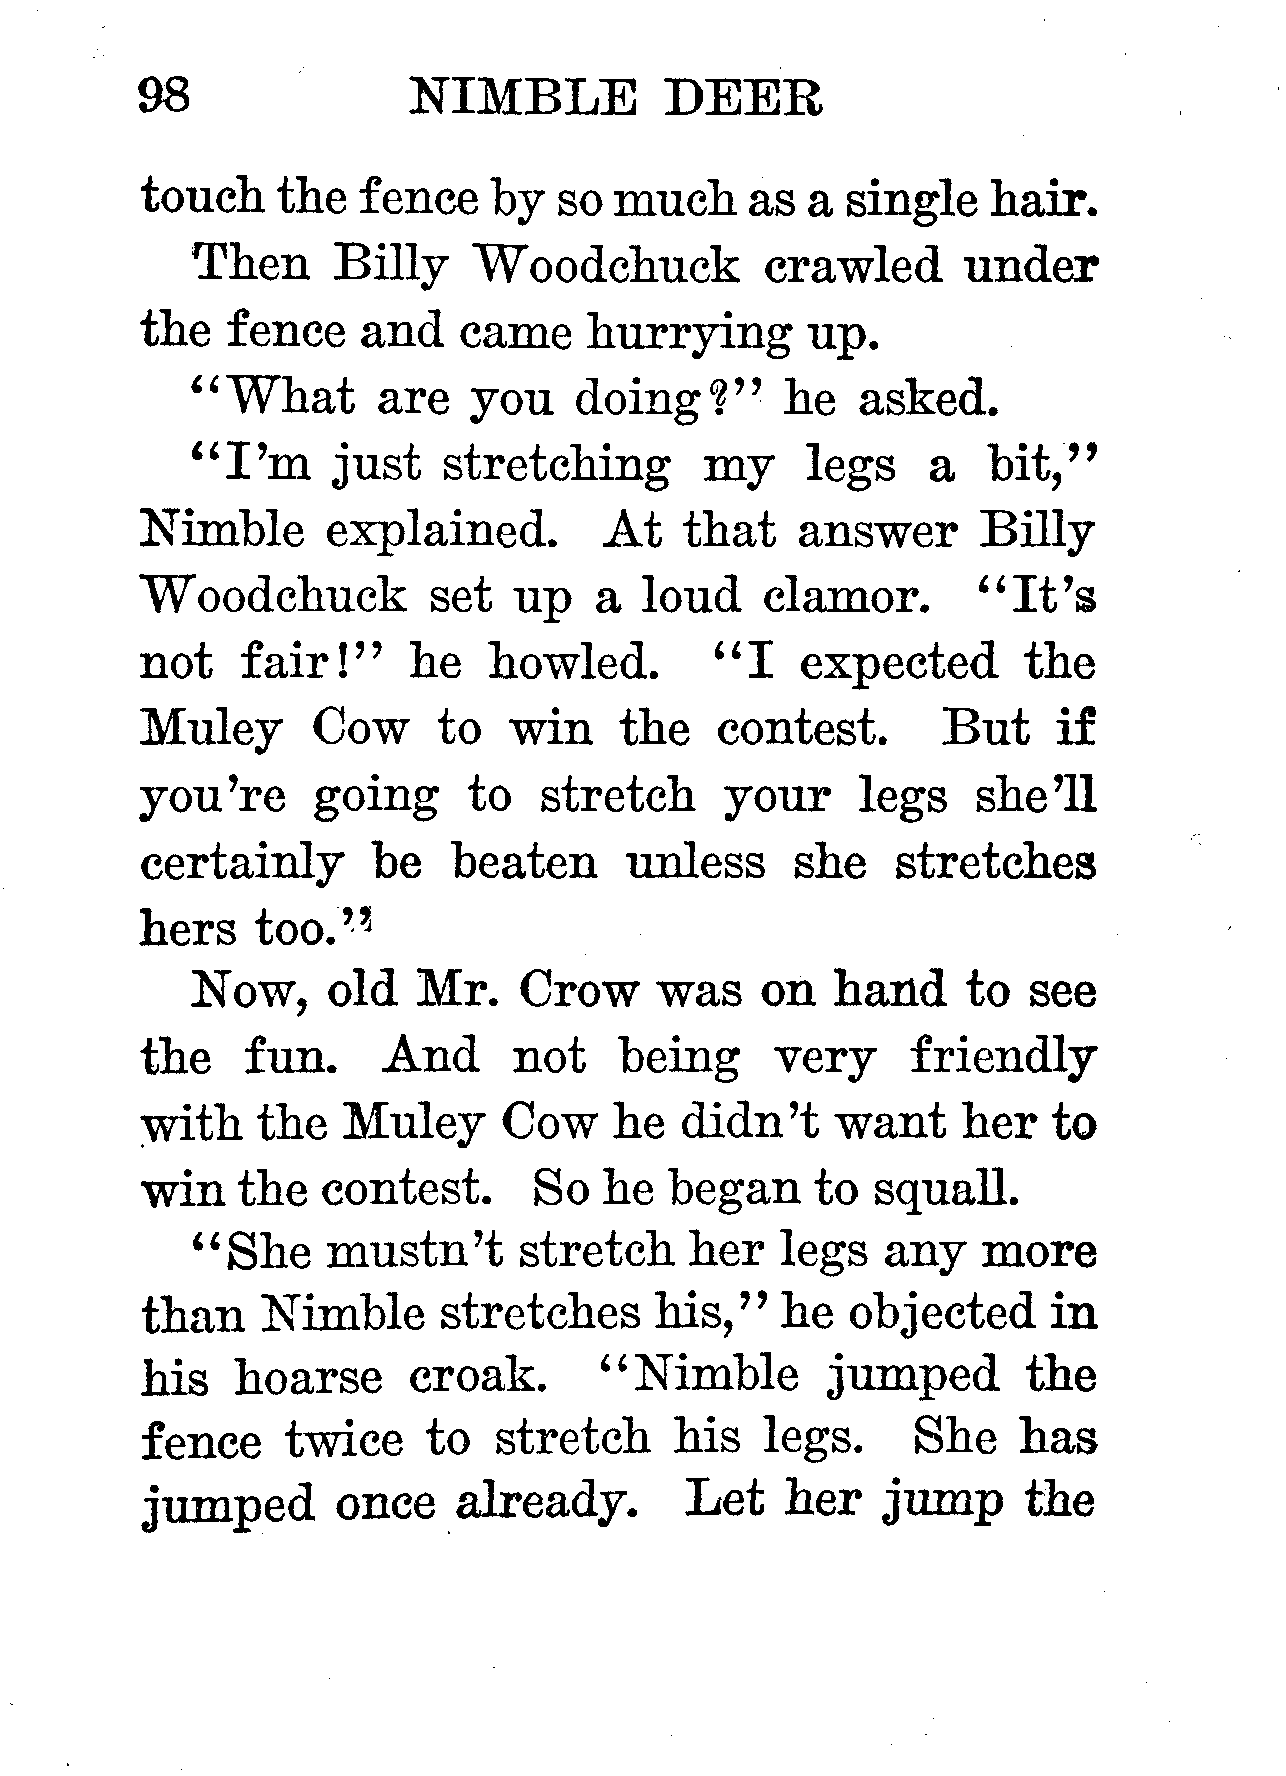 98 NIMBLE DEER
touch the fence by so much as a single hair.
Then Billy Woodchuck crawled under
the fence and came hurrying up.
"What are you doing?" he asked.
"I'm just stretching my legs a bit,"
Nimble explained. At that answer Billy
Woodchuck set up a loud clamor. "It's
not fair!" he howled. "I expected the
Muley Cow to win the contest. But if
you're going to stretch your legs she'll
certainly be beaten unless she stretches
hers too."
Now, old Mr. Crow was on hand to see
the fun. And not being very friendly
with the Muley Cow he didn't want her to
win the contest. So he began to squall.
"She mustn't stretch her legs any more
than Nimble stretches his," he objected in
his hoarse croak. "Nimble jumped the
fence twice to stretch his legs. She has
jumped once already. Let her jump the